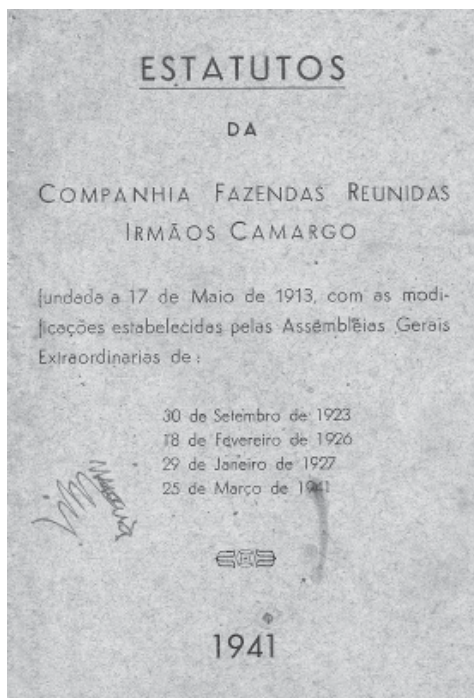 ESTATUTOS
DA
COMPANHIA FAZENDAS REUNIDAS
IRMÃOS CAMARGO
fundada a 17 de Maio de 1913, com as modi-
ficações estabelecidas pelas Assembléias Gerais
Extraordinarias de :
30 de Setembro de 1923
18 de Fevereiro de 1926
29 de Janeiro de 1927
25 de Março de 1941
1941